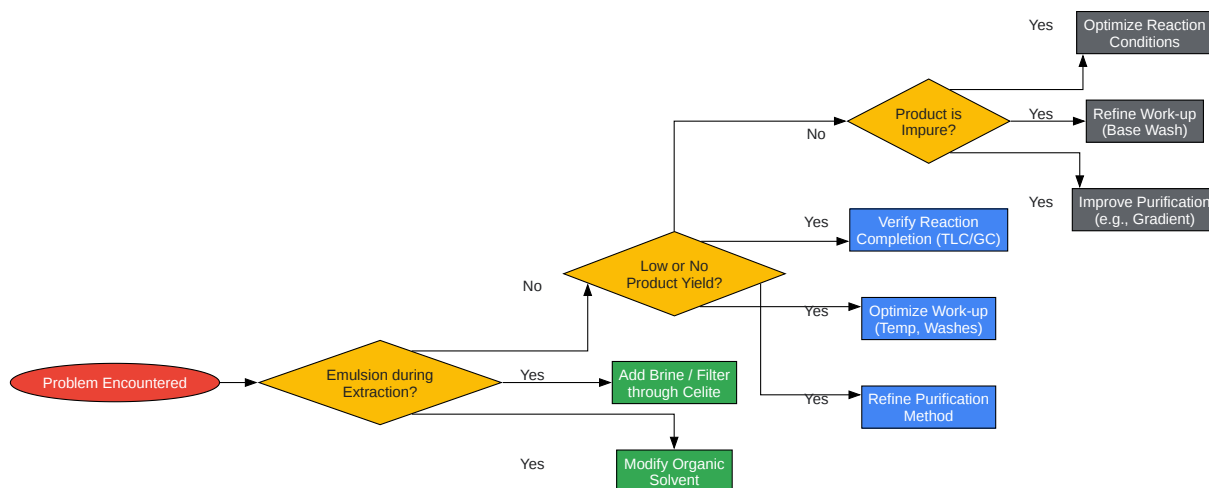 Yes
Optimize Reaction
Conditions
Product is
Impure?
Yes
Refine Work-up
(Base Wash)
No
Yes
Improve Purification
(e.g., Gradient)
Yes
Verify Reaction
Completion (TLC/GC)
Low or No
Product Yield?
No
Yes
Optimize Work-up
(Temp, Washes)
Problem Encountered
Emulsion during
Extraction?
Yes
Add Brine / Filter
through Celite
Yes
Refine Purification
Method
Yes
Modify Organic
Solvent